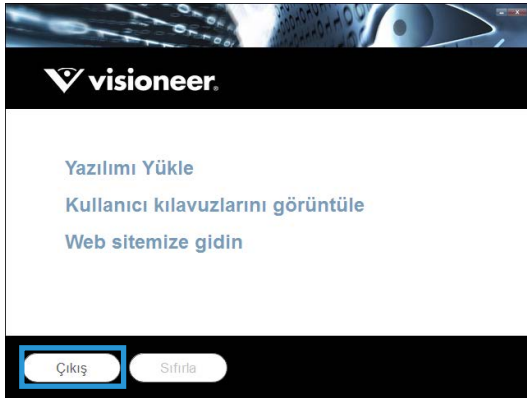 visioneer.
Yazılımı Yükle
Kullanıcı kılavuzlarını görüntüle
Web sitemize gidin
Çıkış
Sıfırla